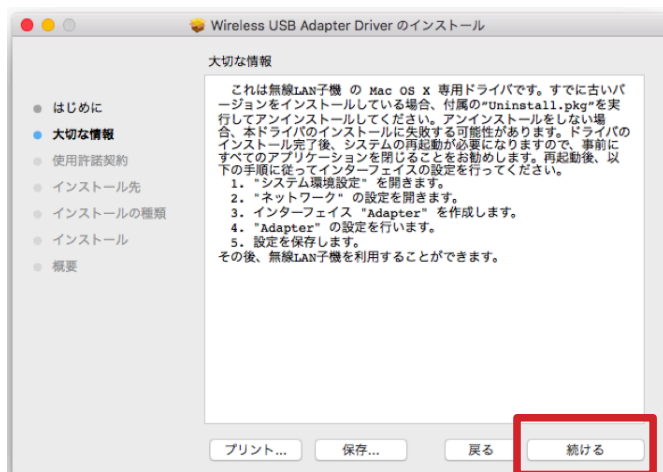 Wireless USB Adapter Driver のインストール
大切な情報
はじめに
大切な情報
使用許諾契約
インストール先
インストールの種類
インストール
概要
これは無線LAN子機 の Mac OS X 専用ドライバです。すでに古いバ
ージョンをインストールしている場合、付属の"Uninstall.pkg"を実
行してアンインストールしてください。アンインストールをしない場
合、本ドライバのインストールに失敗する可能性があります。ドライバの
インストール完了後、システムの再起動が必要になりますので、事前に
すべてのアプリケーションを閉じることをお勧めします。再起動後、以
下の手順に従ってインターフェイスの設定を行ってください。
1. "システム環境設定" を開きます。
2. "ネットワーク" の設定を開きます。
3. インターフェイス "Adapter" を作成します。
4. "Adapter" の設定を行います。
5. 設定を保存します。
その後、無線LAN子機を利用することができます。
プリント... 保存... 戻る 続ける